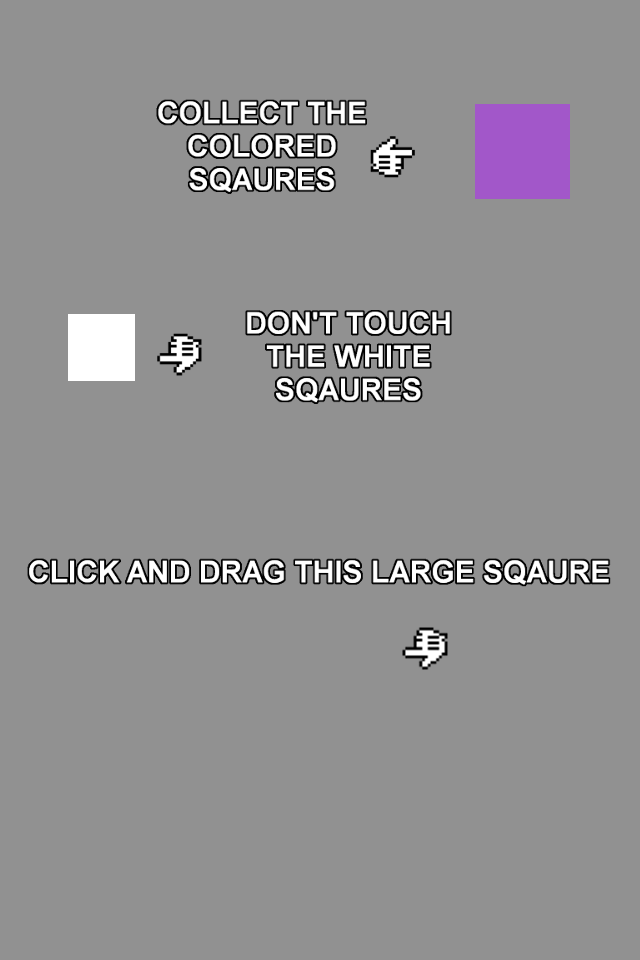 COLLECT THE
COLORED
SQAURES
DON'T TOUCH
THE WHITE
SQAURES
CLICK AND DRAG THIS LARGE SQAURE